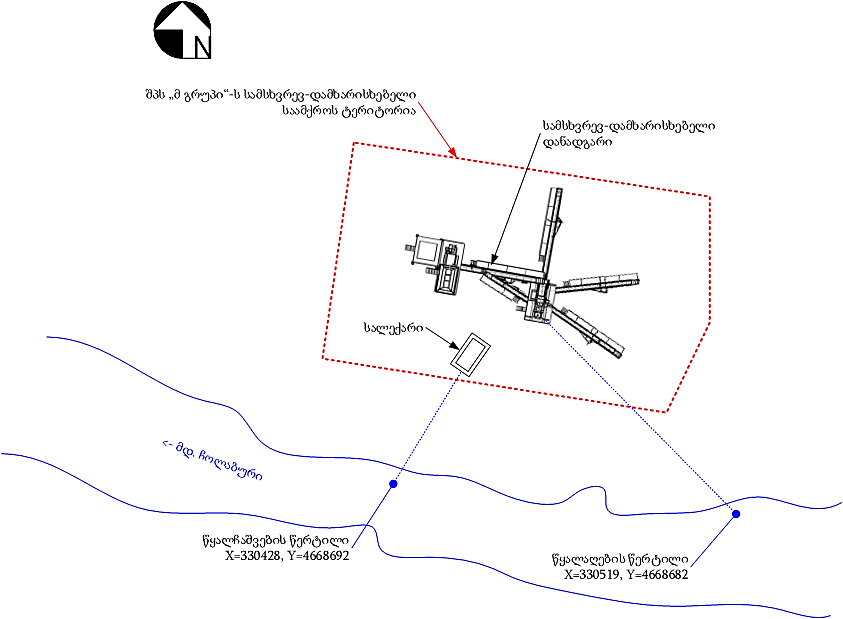 N
შპს „მ გრუპი“-ს სამსხვრევ-დამხარისხებელი
საამქროს ტერიტორია
სამსხვრევ-დამხარისხებელი
დანადგარი
სალექარი
<- მდ. ჩოლაბური
წყალჩაშვების წერტილი
X=330428, Y=4668692
წყალაღების წერტილი
X=330519, Y=4668682